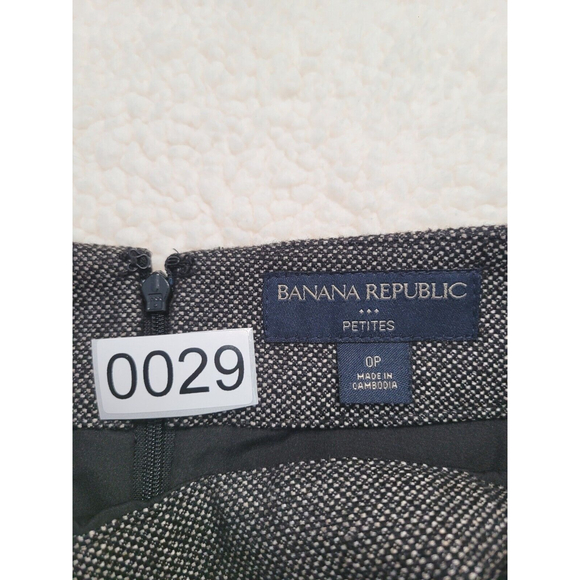 BANANA REPUBLIC
PETITES
0P
MADE IN
CAMBODIA
0029